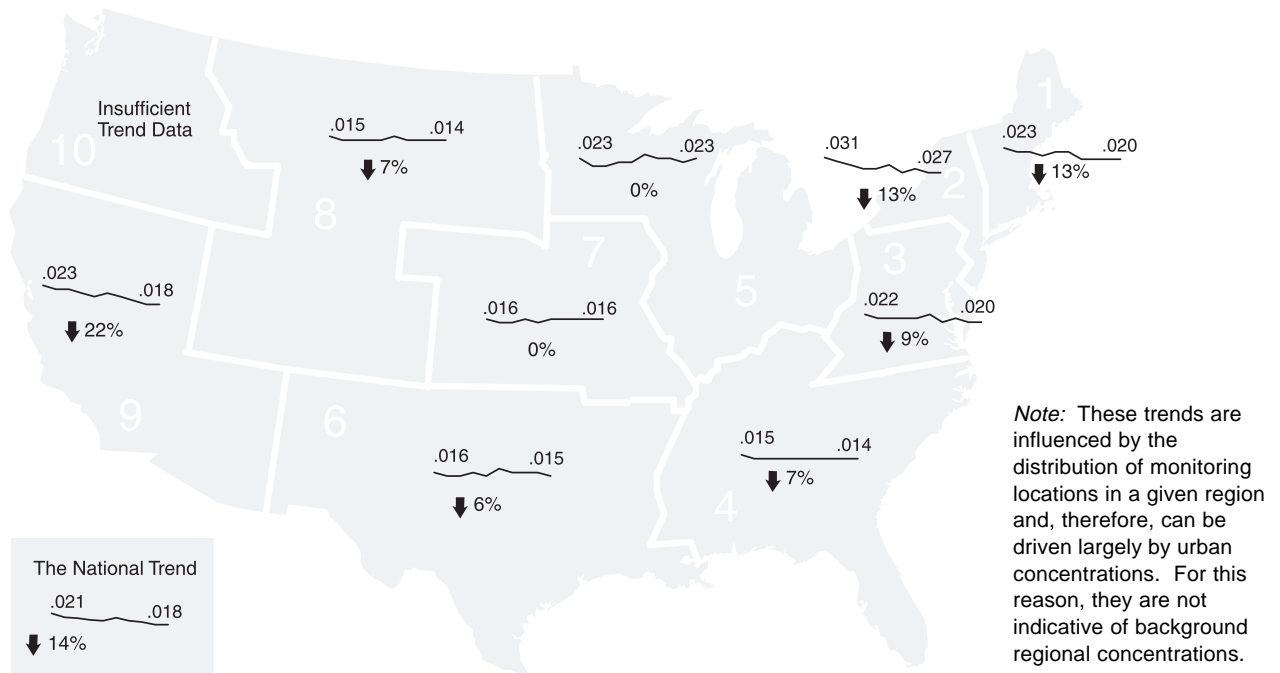 1
Insufficient
Trend Data
10
.015 .014
7%
8
.023 .023
0%
.031 .027
13%
2
.023 .020
13%
3
.022 .020
9%
7
.016 .016
0%
5
.023 .018
22%
9
6
.016 .015
6%
.015 .014
7%
4
The National Trend
.021 .018
14%
Note: These trends are
influenced by the
distribution of monitoring
locations in a given region
and, therefore, can be
driven largely by urban
concentrations. For this
reason, they are not
indicative of background
regional concentrations.